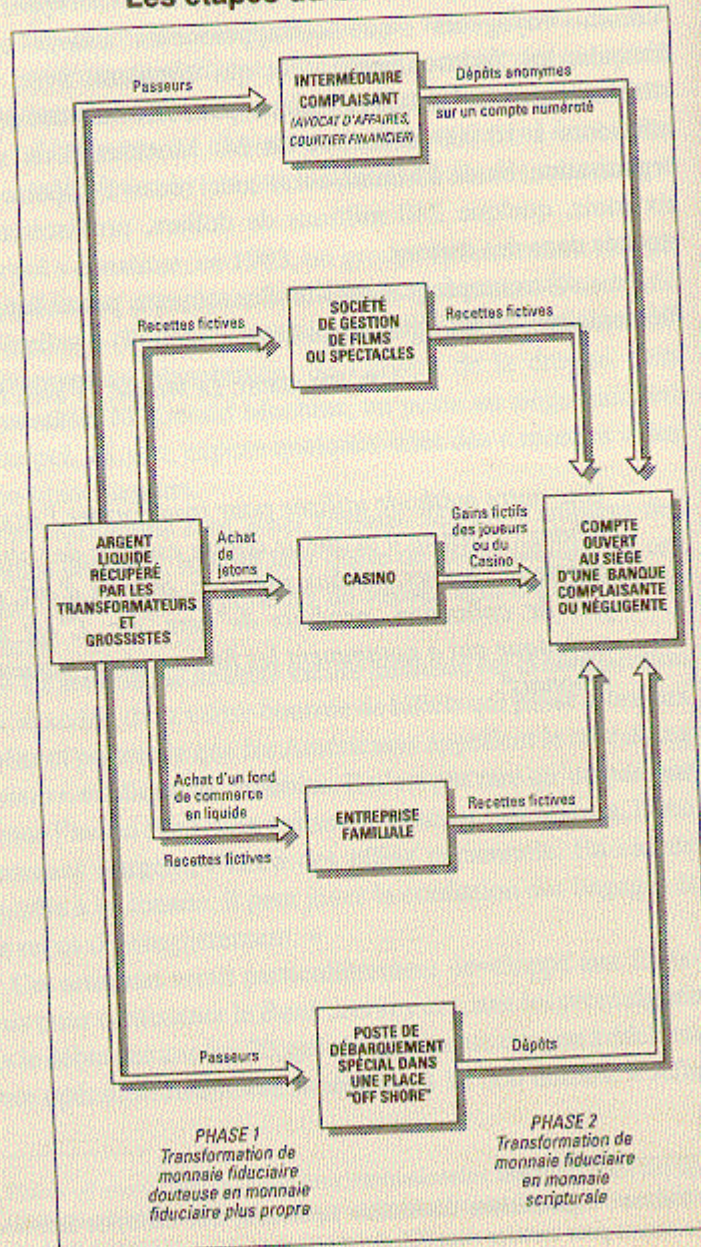 Les étapes
Passeurs
INTERMÉDIAIRE
COMPLAISANT
(AVOCAT D'AFFAIRES,
COURTIER FINANCIER)
Dépôts anonymes
sur un compte numéroté
Recettes fictives
SOCIÉTÉ
DE GESTION
DE FILMS
OU SPECTACLES
Recettes fictives
ARGENT
LIQUIDE
RÉCUPÉRÉ
PAR LES
TRANSFORMATEURS
ET
GROSSISTES
Achat
de
jetons
CASINO
Gains fictifs
des joueurs
ou du
Casino
COMPTE
OUVERT
AU SIÈGE
D'UNE BANQUE
COMPLAISANTE
OU NÉGLIGENTE
Achat d'un fond
de commerce
en liquide
Recettes fictives
ENTREPRISE
FAMILIALE
Recettes fictives
Passeurs
POSTE DE
DÉBARQUEMENT
SPÉCIAL DANS
UNE PLACE
"OFF SHORE"
Dépôts
PHASE 1
Transformation de
monnaie fiduciaire
douteuse en monnaie
fiduciaire plus propre
PHASE 2
Transformation de
monnaie fiduciaire
en monnaie
scripturale